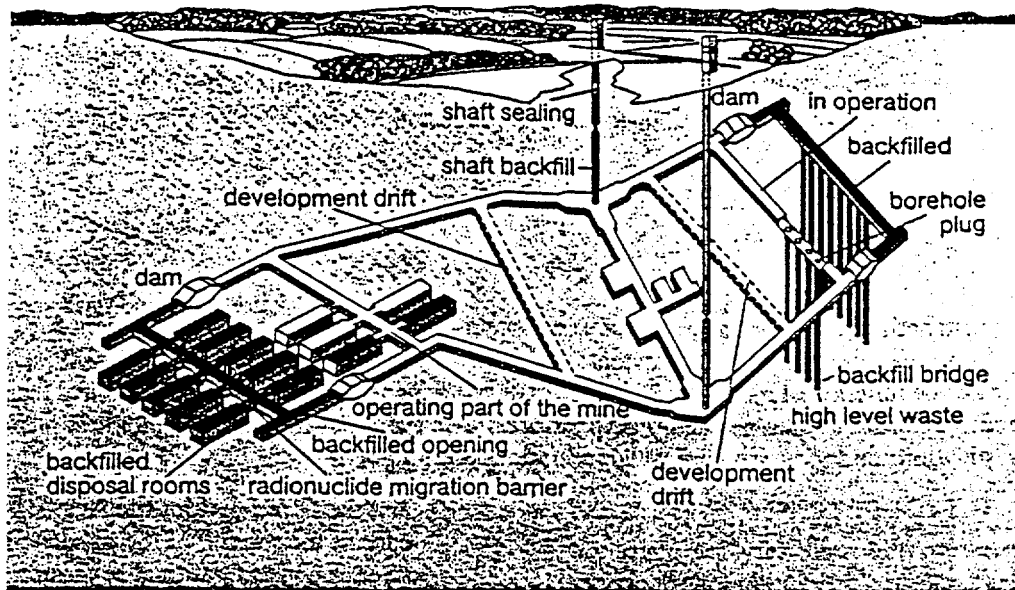 shaft sealing
dam
in operation
backfilled
shaft backfill
development drift
borehole
plug
dam
backfill bridge
operating part of the mine
high level waste
backfilled opening
backfilled
disposal rooms
radionuclide migration barrier
development
drift